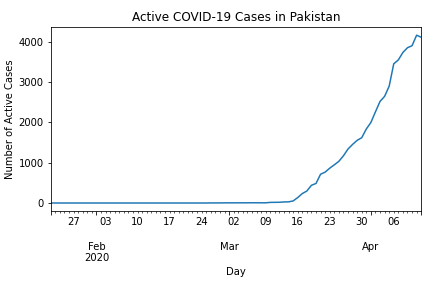 Active COVID-19 Cases in Pakistan
Number of Active Cases
4000
3000
2000
1000
0
27 03 10 17 24 02 09 16 23 30 06
Feb Mar Apr
2020
Day